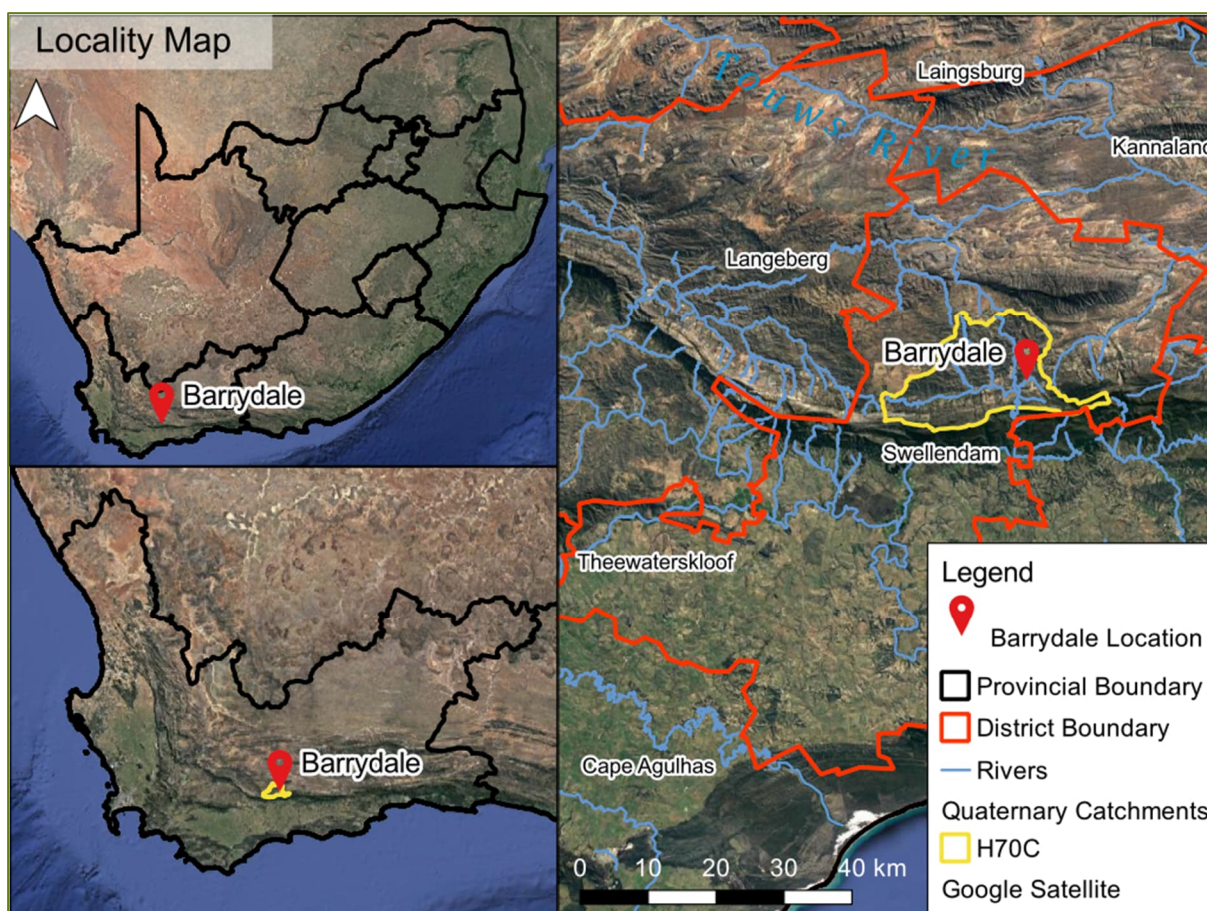 Locality Map
Barrydale
Barrydale
Touws River
Laingsburg
Kannaland
Langeberg
Barrydale
Swellendam
Theewaterskloof
Cape Agulhas
0 10 20 30 40 km
Legend
Barrydale Location
Provincial Boundary
District Boundary
Rivers
Quaternary Catchments
H70C
Google Satellite